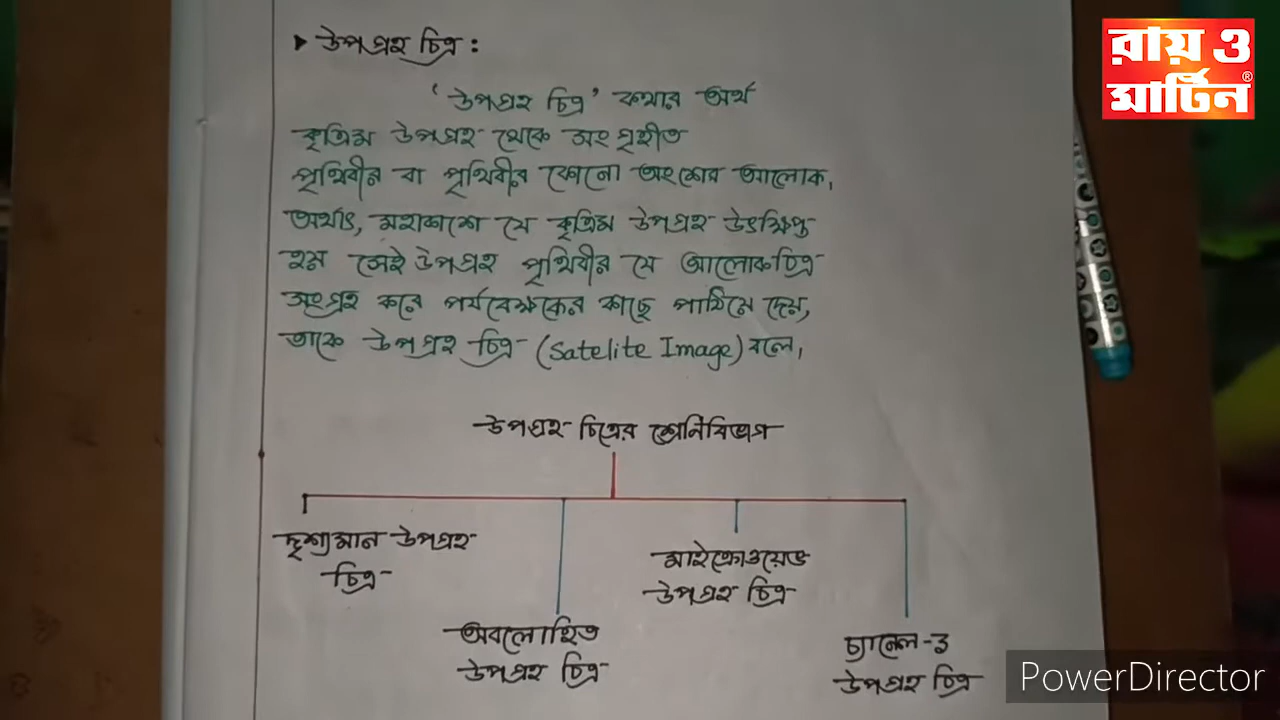 রায় ও
মার্টিন®
▶ উপগ্রহ চিত্র :
‘উপগ্রহ চিত্র’ কথার অর্থ
কৃত্রিম উপগ্রহ থেকে সংগৃহীত
পৃথিবীর বা পৃথিবীর কোনো অংশের আলোক।
অর্থাৎ, মহাশশে যে কৃত্রিম উপগ্রহ উৎক্ষিপ্ত
হয় সেই উপগ্রহ পৃথিবীর যে আলোকচিত্র
সংগ্রহ করে পর্যবেক্ষকের কাছে পাঠিয়ে দেয়,
তাকে উপগ্রহ চিত্র (Satelite Image) বলে।
উপগ্রহ চিত্রের শ্রেনিবিভাগ
দৃশ্যমান উপগ্রহ
চিত্র
অবলোহিত
উপগ্রহ চিত্র
মাইক্রোওয়েভ
উপগ্রহ চিত্র
চ্যানেল-৩
উপগ্রহ চিত্র
PowerDirector